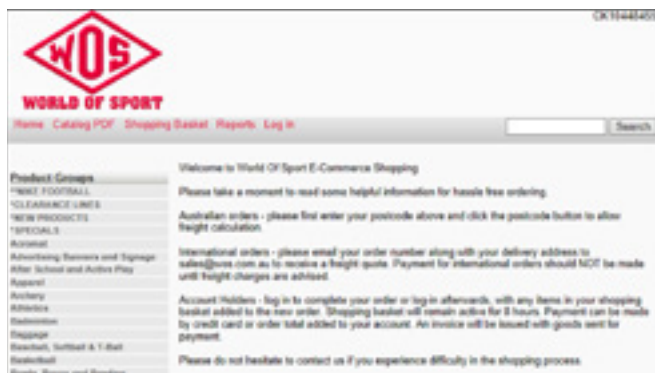 WOS
WORLD OF SPORT
Home Catalog PDF Shopping Basket Reports Log In
Search
Product Groups
**NIKE FOOTBALL
*CLEARANCE LINES
*NEW PRODUCTS
*SPECIALS
Acromat
Advertising Banners and Signage
After School and Active Play
Apparel
Archery
Athletics
Badminton
Baggage
Baseball, Softball & T-Ball
Basketball
Welcome to World Of Sport E-Commerce Shopping
Please take a moment to read some helpful information for hassle free ordering.
Australian orders - please first enter your postcode above and click the postcode button to allow
freight calculation.
International orders - please email your order number along with your delivery address to
sales@wos.com.au to receive a freight quote. Payment for international orders should NOT be made
until freight charges are advised.
Account Holders - log in to complete your order or log in afterwards, with any items in your shopping
basket added to the new order. Shopping basket will remain active for 8 hours. Payment can be made
by credit card or order total added to your account. An invoice will be issued with goods sent for
payment.
Please do not hesitate to contact us if you experience difficulty in the shopping process.